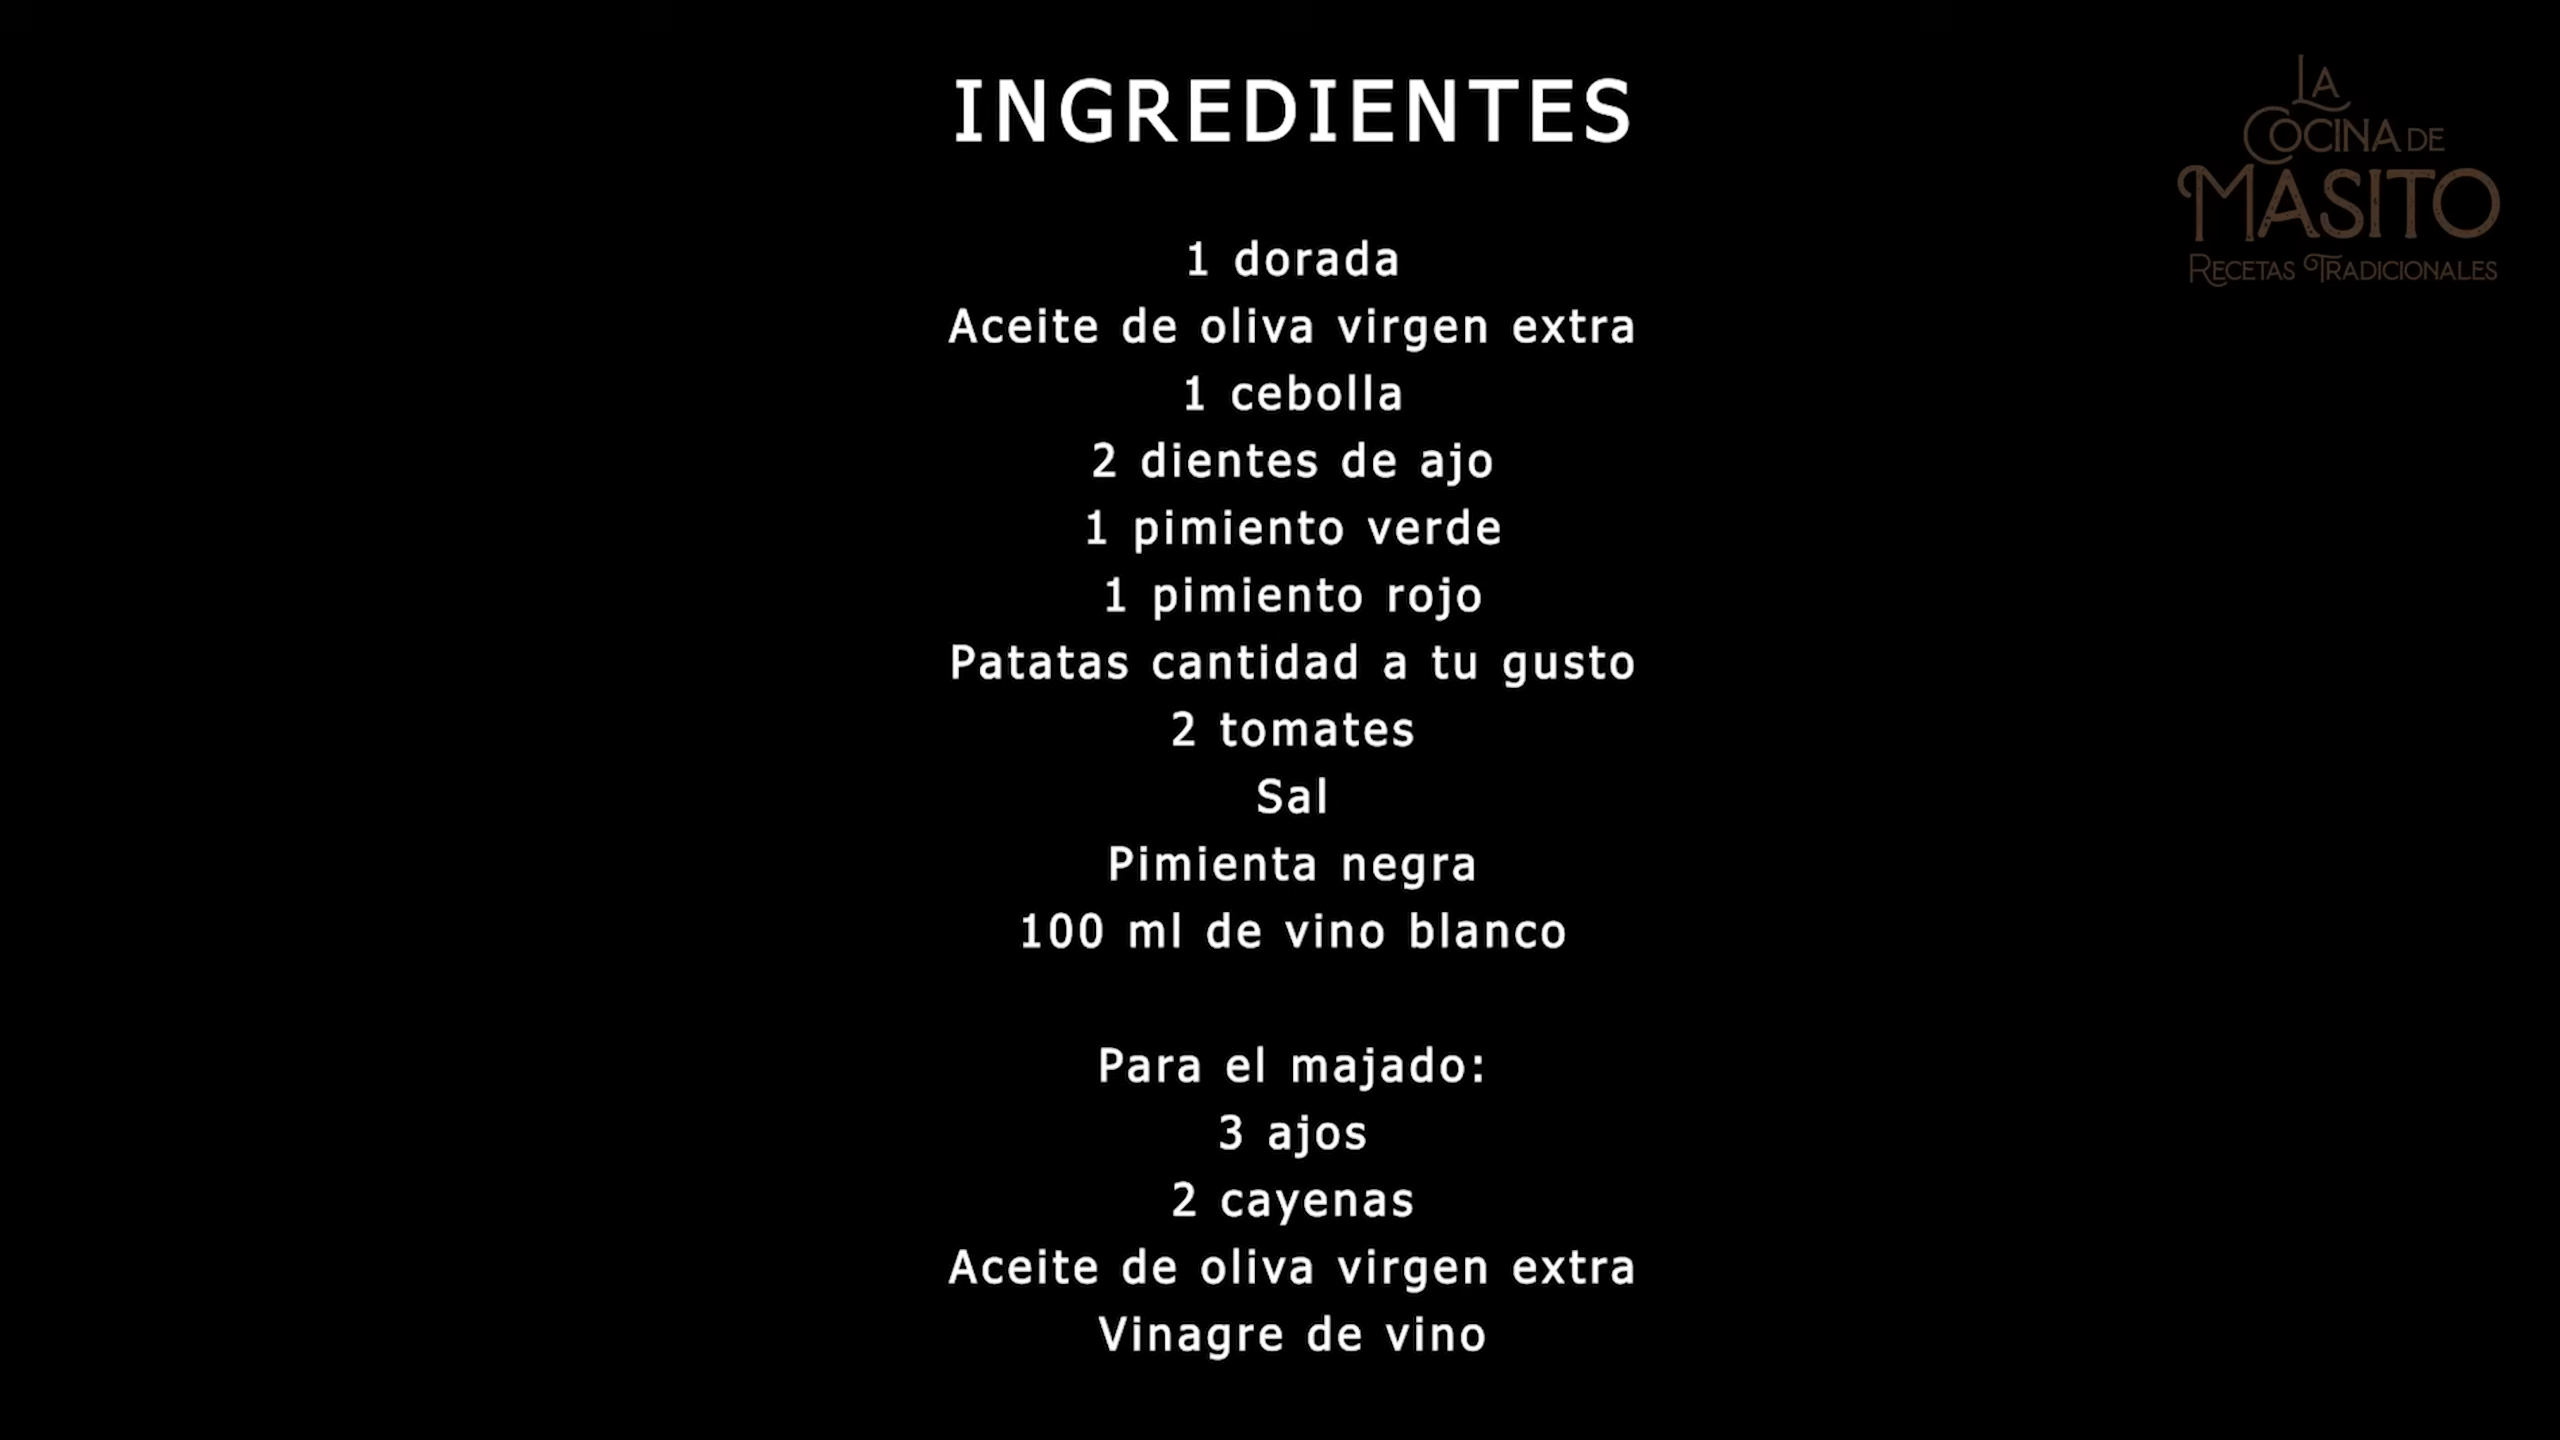 INGREDIENTES
1 dorada
Aceite de oliva virgen extra
1 cebolla
2 dientes de ajo
1 pimiento verde
1 pimiento rojo
Patatas cantidad a tu gusto
2 tomates
Sal
Pimienta negra
100 ml de vino blanco
Para el majado:
3 ajos
2 cayenas
Aceite de oliva virgen extra
Vinagre de vino
LA
COCINA DE
MASITO
RECETAS TRADICIONALES